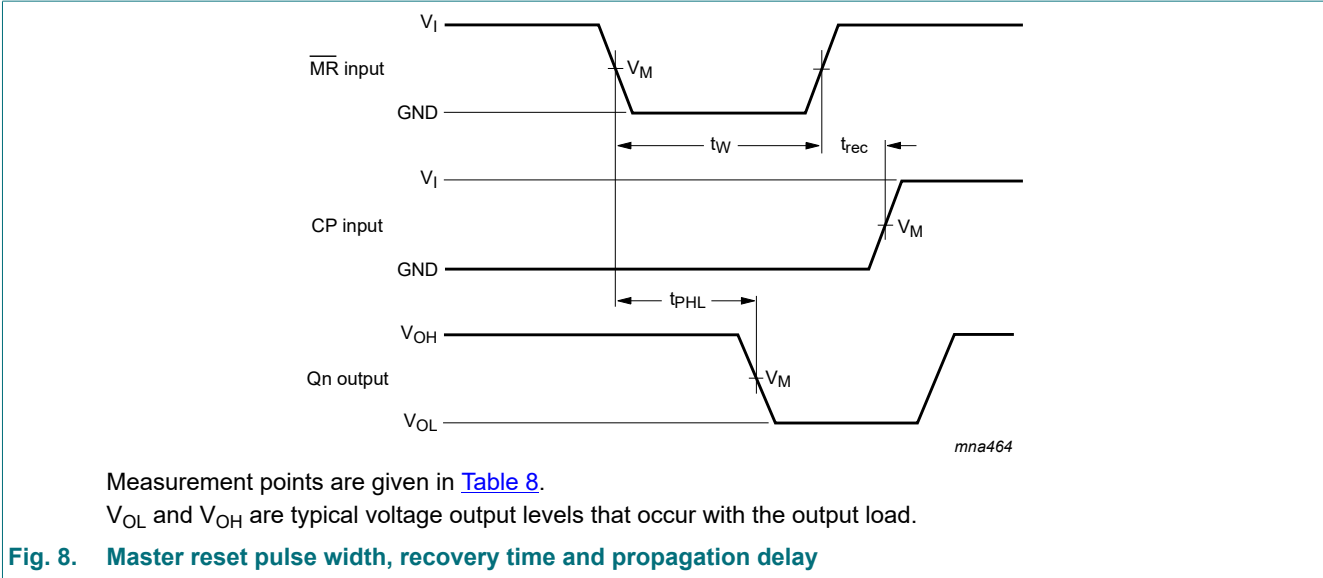 V_I
M̅R̅ input
V_M
GND
t_W
t_rec
V_I
CP input
V_M
GND
t_PHL
V_OH
Qn output
V_M
V_OL
mna464
Measurement points are given in Table 8.
V_OL and V_OH are typical voltage output levels that occur with the output load.
Fig. 8. Master reset pulse width, recovery time and propagation delay